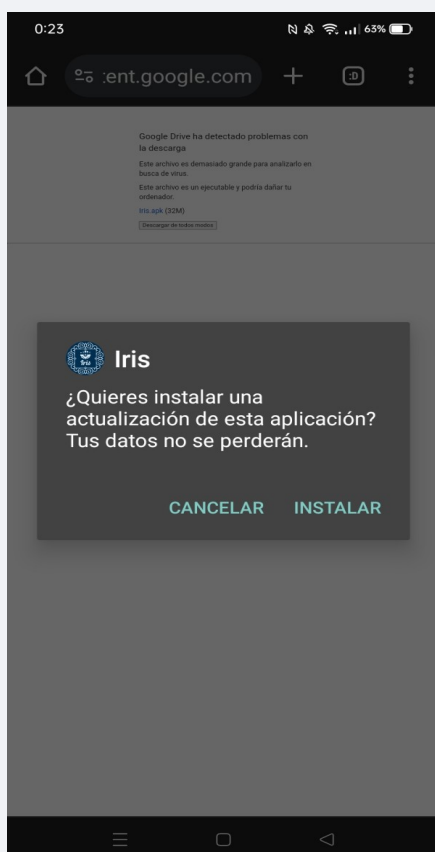 0:23
63%
:ent.google.com
:D
Google Drive ha detectado problemas con
la descarga
Este archivo es demasiado grande para analizarlo en
busca de virus.
Este archivo es un ejecutable y podría dañar tu
ordenador.
Iris.apk (32M)
Descargar de todos modos
Iris
Iris
¿Quieres instalar una
actualización de esta aplicación?
Tus datos no se perderán.
CANCELAR INSTALAR